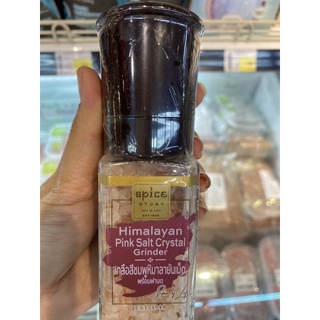 spice
STORY
Himalayan
Pink Salt Crystal
Grinder
เกลือสีชมพูหิมาลายันเม็ด
พร้อมฝาบด